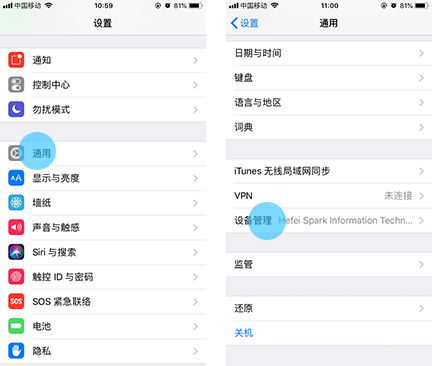 中国移动 10:59 81%
设置
通知
控制中心
勿扰模式
通用
AA 显示与亮度
墙纸
声音与触感
Siri 与搜索
触控 ID 与密码
SOS SOS 紧急联络
电池
隐私
中国移动 11:00 81%
设置 通用
日期与时间
键盘
语言与地区
词典
iTunes 无线局域网同步
VPN 未连接
设备管理 Hefei Spark Information Techn...
监管
还原
关机